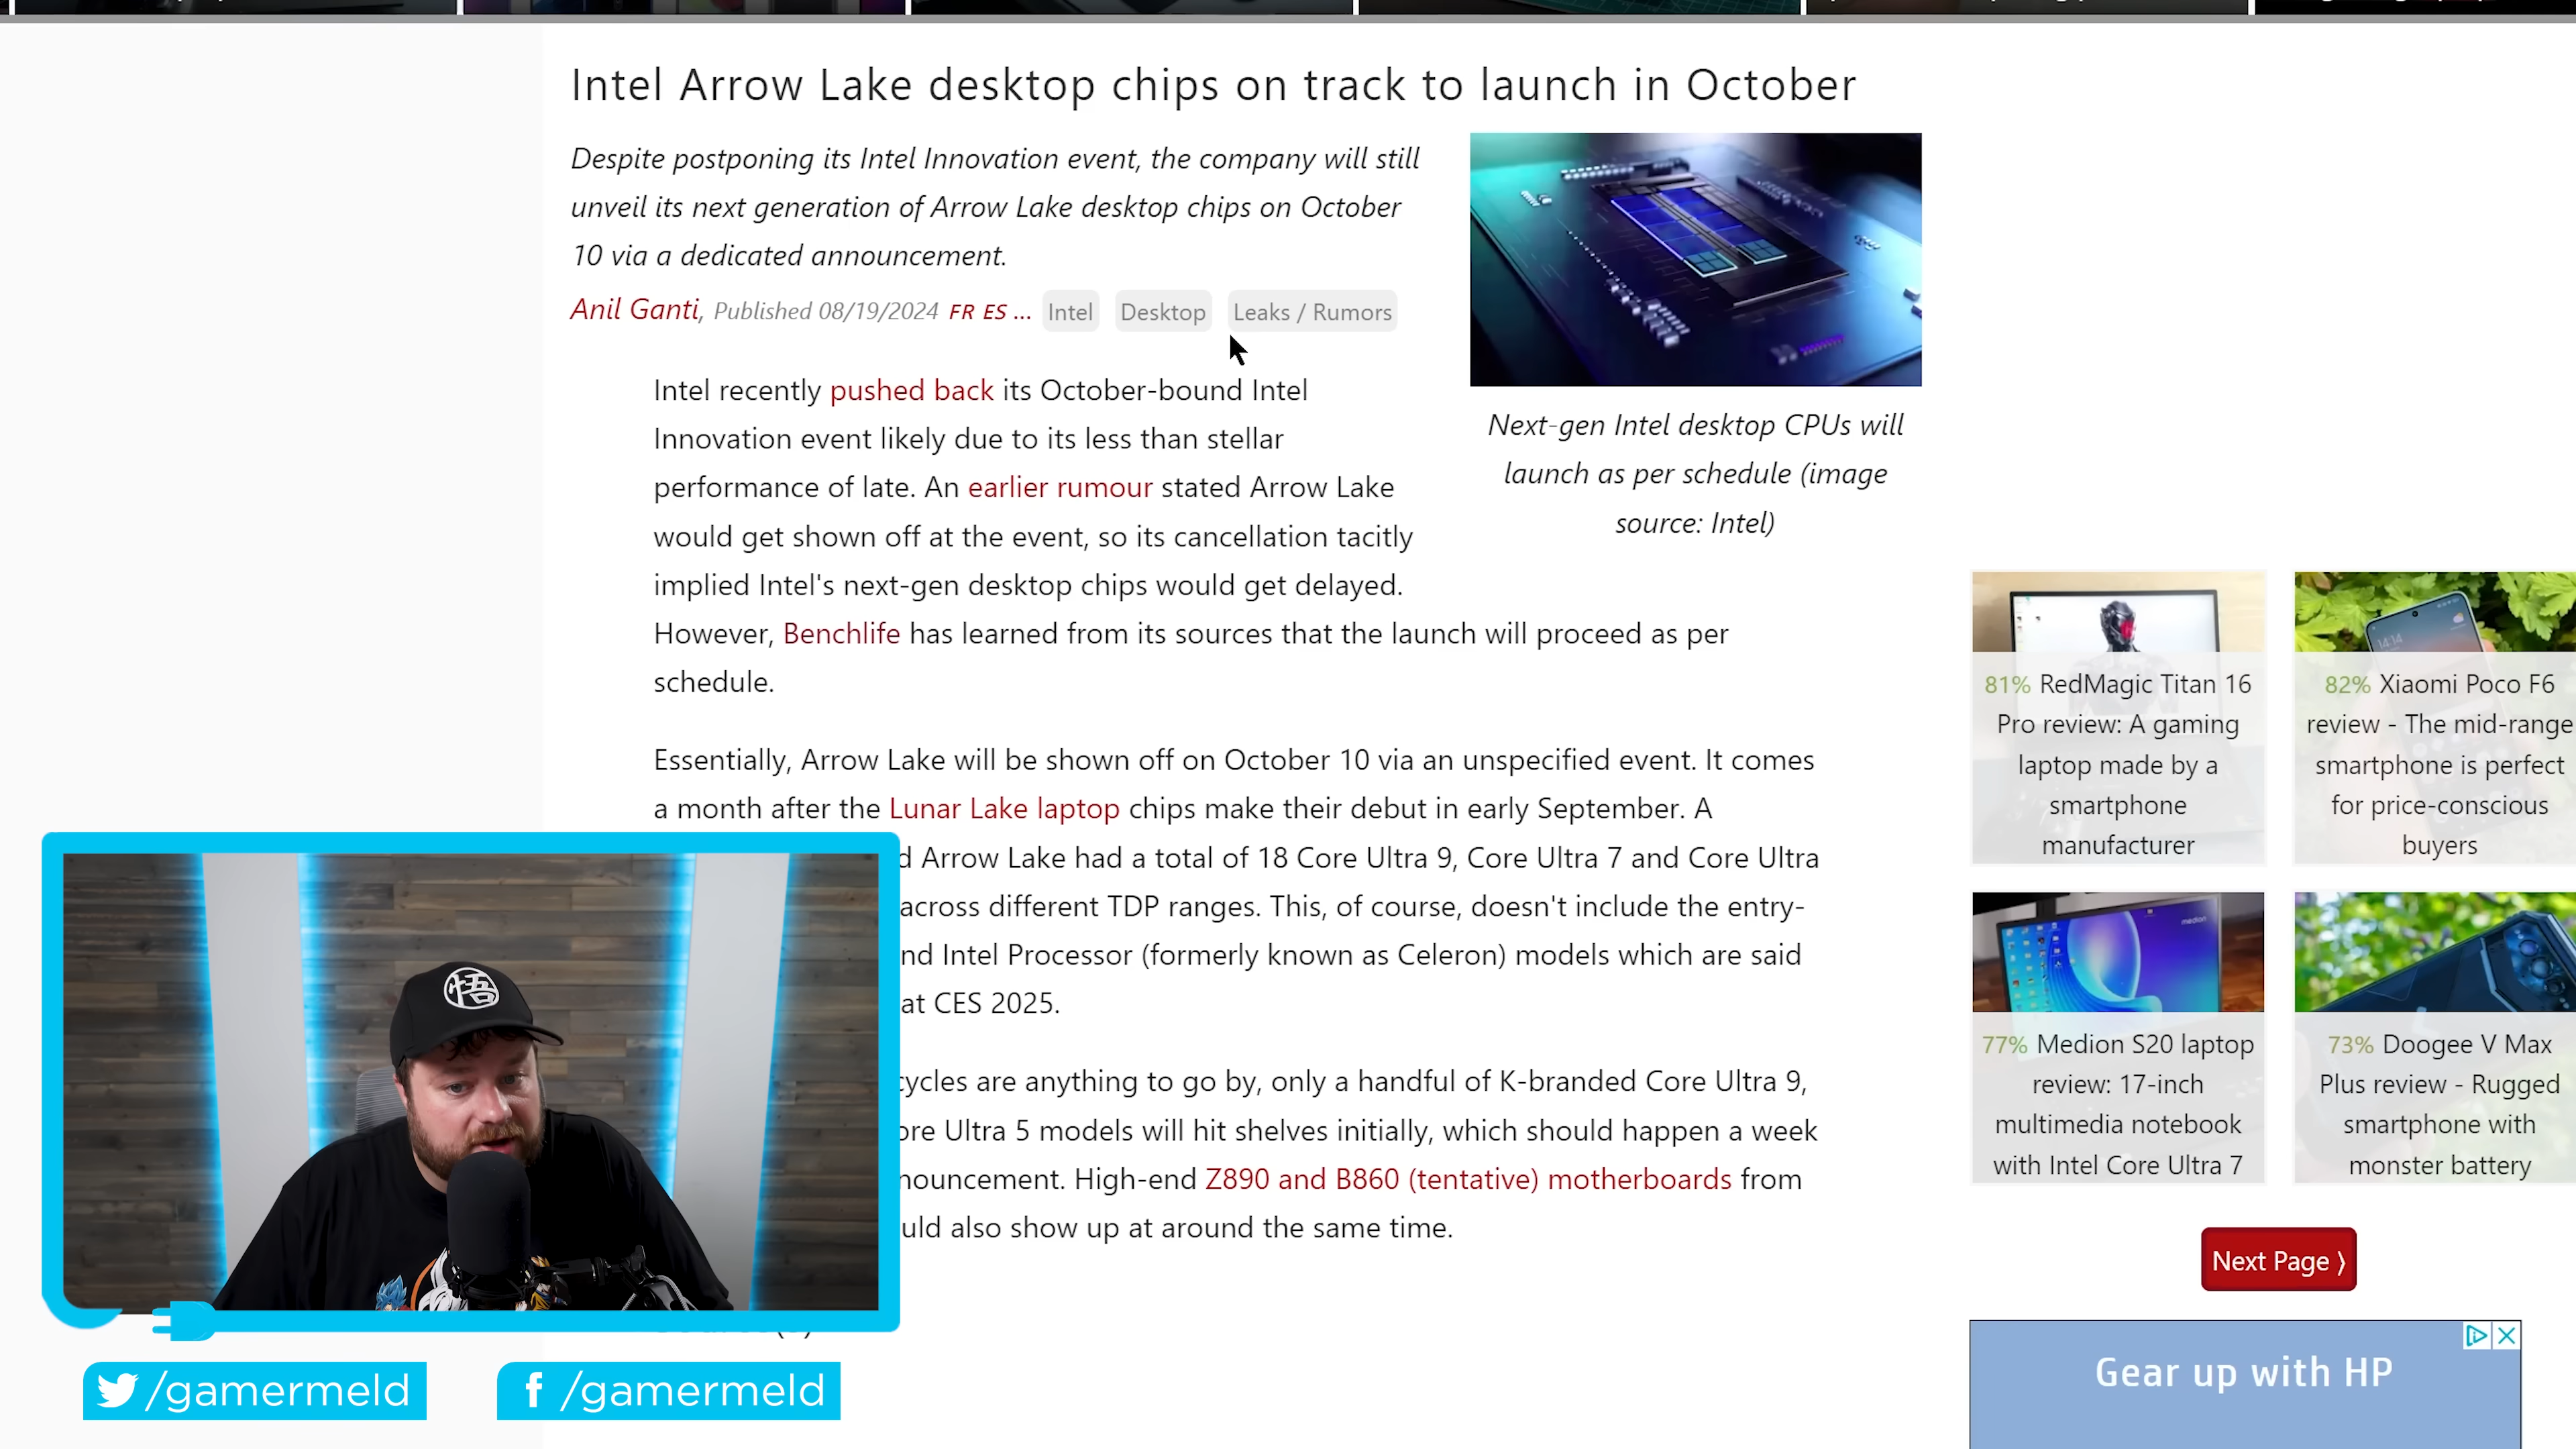 Intel Arrow Lake desktop chips on track to launch in October
Despite postponing its Intel Innovation event, the company will still
unveil its next generation of Arrow Lake desktop chips on October
10 via a dedicated announcement.
Anil Ganti, Published 08/19/2024 FR ES ... Intel Desktop Leaks / Rumors
Intel recently pushed back its October-bound Intel
Innovation event likely due to its less than stellar
performance of late. An earlier rumour stated Arrow Lake
would get shown off at the event, so its cancellation tacitly
implied Intel's next-gen desktop chips would get delayed.
However, Benchlife has learned from its sources that the launch will proceed as per
schedule.
Next-gen Intel desktop CPUs will
launch as per schedule (image
source: Intel)
Essentially, Arrow Lake will be shown off on October 10 via an unspecified event. It comes
a month after the Lunar Lake laptop chips make their debut in early September. A
d Arrow Lake had a total of 18 Core Ultra 9, Core Ultra 7 and Core Ultra
across different TDP ranges. This, of course, doesn't include the entry-
nd Intel Processor (formerly known as Celeron) models which are said
at CES 2025.
cycles are anything to go by, only a handful of K-branded Core Ultra 9,
ore Ultra 5 models will hit shelves initially, which should happen a week
nouncement. High-end Z890 and B860 (tentative) motherboards from
uld also show up at around the same time.
81% RedMagic Titan 16
Pro review: A gaming
laptop made by a
smartphone
manufacturer
82% Xiaomi Poco F6
review - The mid-range
smartphone is perfect
for price-conscious
buyers
77% Medion S20 laptop
review: 17-inch
multimedia notebook
with Intel Core Ultra 7
73% Doogee V Max
Plus review - Rugged
smartphone with
monster battery
Next Page ⟩
Gear up with HP
悟
/gamermeld
f /gamermeld